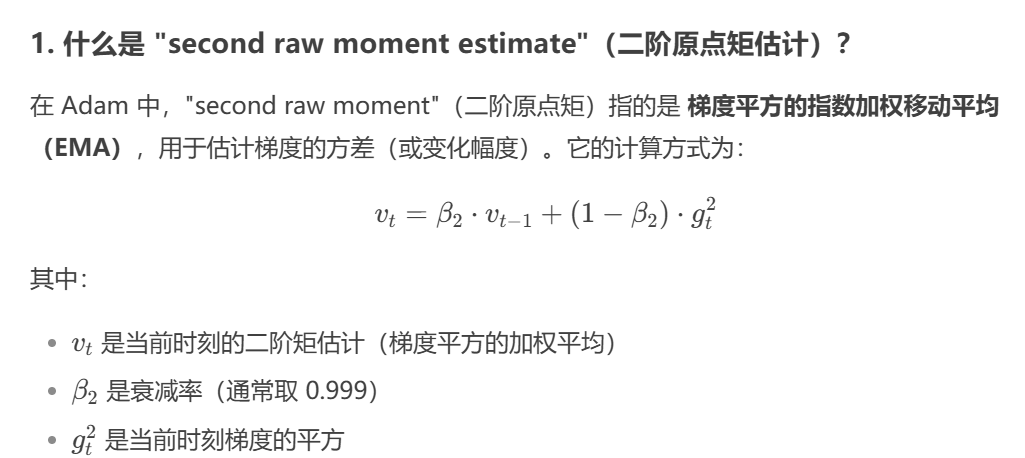 1. 什么是 "second raw moment estimate"（二阶原点矩估计）？
在 Adam 中，"second raw moment"（二阶原点矩）指的是 梯度平方的指数加权移动平均
（EMA），用于估计梯度的方差（或变化幅度）。它的计算方式为：
v_t = β_2 · v_{t−1} + (1 − β_2) · g_t^2
其中：
• v_t 是当前时刻的二阶矩估计（梯度平方的加权平均）
• β_2 是衰减率（通常取 0.999）
• g_t^2 是当前时刻梯度的平方